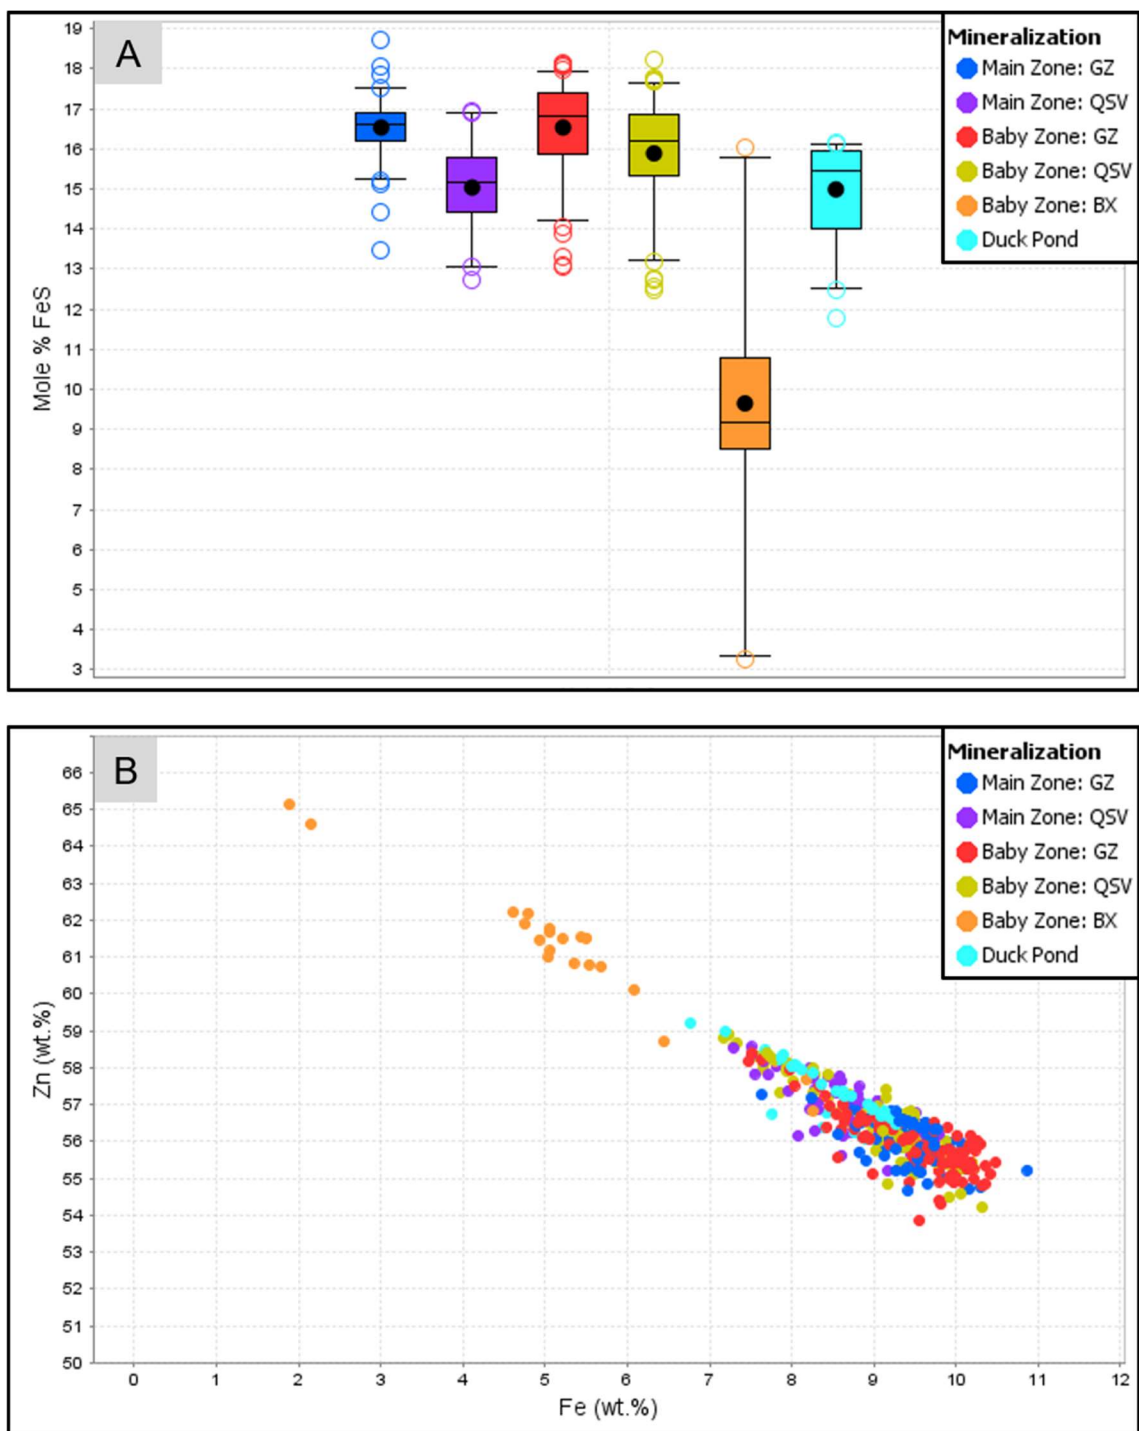 A
19
18
17
16
15
14
13
12
11
10
9
8
7
6
5
4
3
Mole % FeS
Mineralization
Main Zone: GZ
Main Zone: QSV
Baby Zone: GZ
Baby Zone: QSV
Baby Zone: BX
Duck Pond
B
66
65
64
63
62
61
60
59
58
57
56
55
54
53
52
51
50
Zn (wt.%)
Mineralization
Main Zone: GZ
Main Zone: QSV
Baby Zone: GZ
Baby Zone: QSV
Baby Zone: BX
Duck Pond
0 1 2 3 4 5 6 7 8 9 10 11 12
Fe (wt.%)